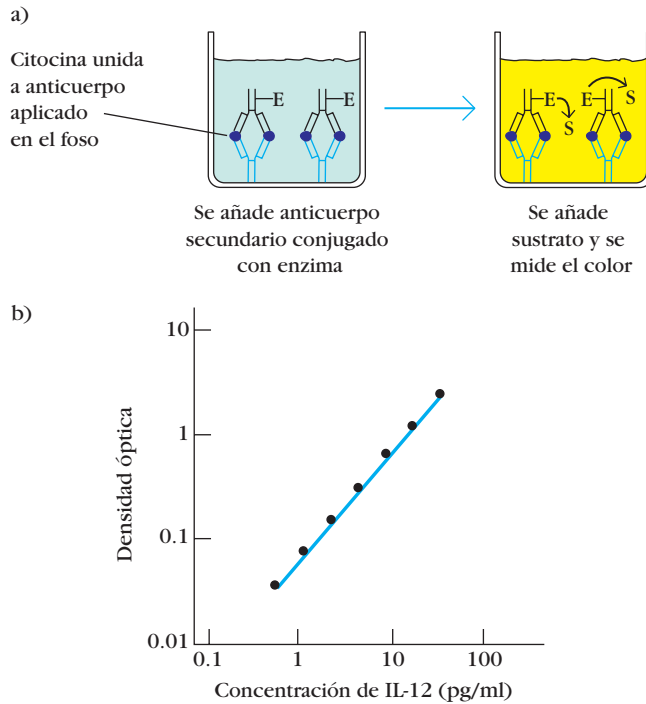 a)
Citocina unida
a anticuerpo
aplicado
en el foso
E
E
E
S
E
S
Se añade anticuerpo
secundario conjugado
con enzima
Se añade
sustrato y se
mide el color
b)
Densidad óptica
10
1
0.1
0.01
0.1
1
10
100
Concentración de IL-12 (pg/ml)